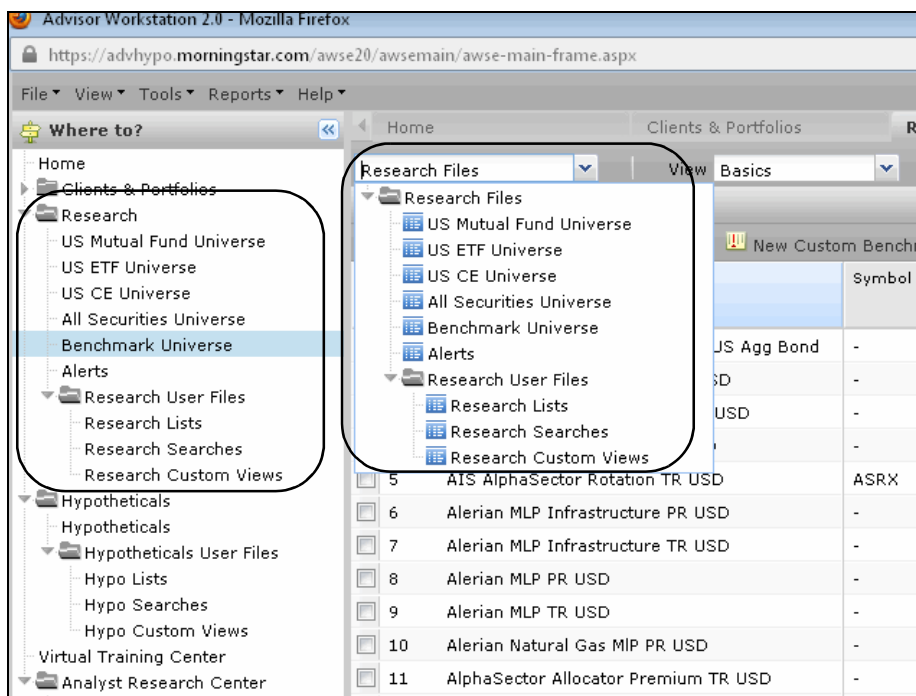 Advisor Workstation 2.0 - Mozilla Firefox
https://advhypo.morningstar.com/awse20/awsemain/awse-main-frame.aspx
File View Tools Reports Help
Where to?
Home
Clients & Portfolios
Research
US Mutual Fund Universe
US ETF Universe
US CE Universe
All Securities Universe
Benchmark Universe
Alerts
Research User Files
Research Lists
Research Searches
Research Custom Views
Hypotheticals
Hypotheticals
Hypotheticals User Files
Hypo Lists
Hypo Searches
Hypo Custom Views
Virtual Training Center
Analyst Research Center
Home Clients & Portfolios R
Research Files View Basics
Research Files
US Mutual Fund Universe
US ETF Universe
US CE Universe
All Securities Universe
Benchmark Universe
Alerts
Research User Files
Research Lists
Research Searches
Research Custom Views
New Custom Benchm
Symbol
US Agg Bond -
SD -
USD -
-
5 AIS AlphaSector Rotation TR USD ASRX
6 Alerian MLP Infrastructure PR USD -
7 Alerian MLP Infrastructure TR USD -
8 Alerian MLP PR USD -
9 Alerian MLP TR USD -
10 Alerian Natural Gas MlP PR USD -
11 AlphaSector Allocator Premium TR USD -